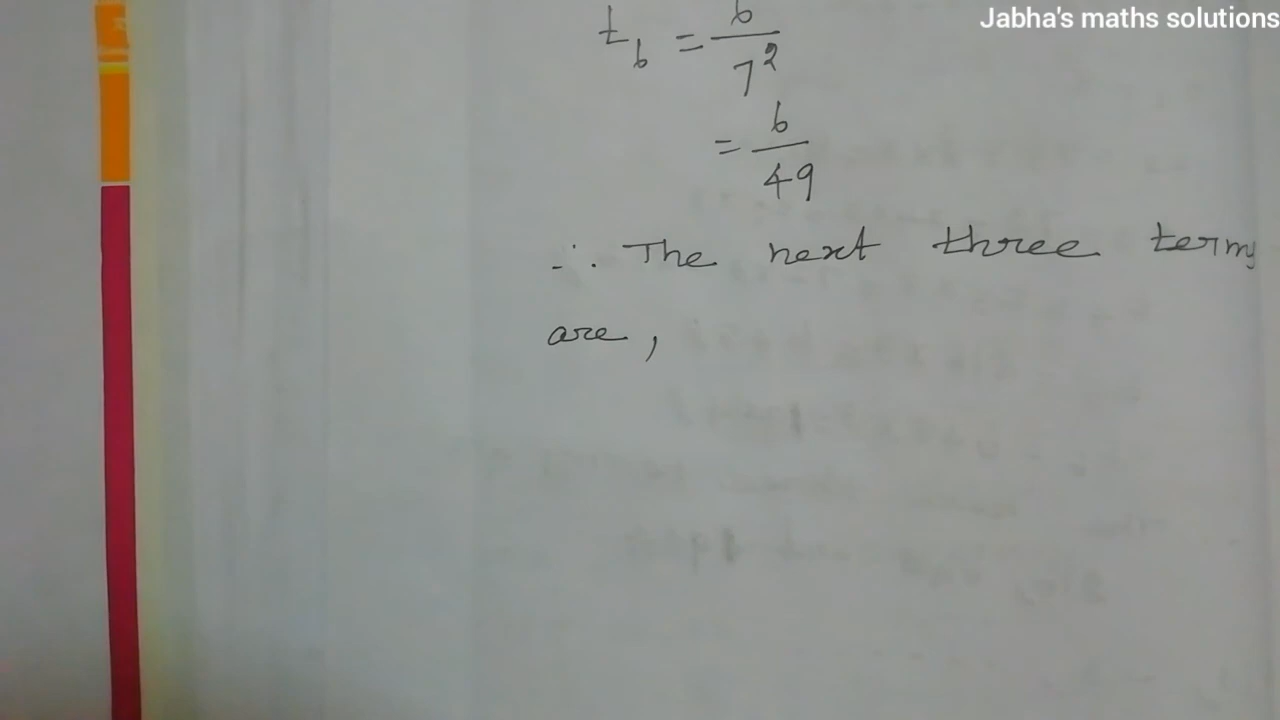 Jabha's maths solutions
t₆ = 6/7²
= 6/49
∴ The next three terms
are,